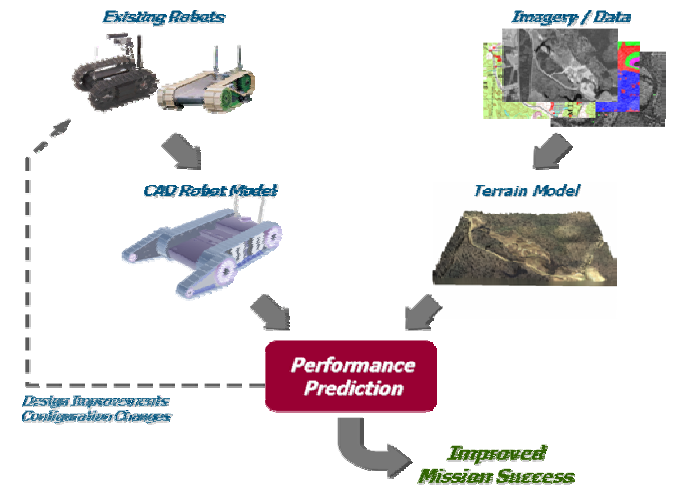 Existing Robots
Imagery / Data
CAD Robot Model
Terrain Model
Performance
Prediction
Design Improvements
Configuration Changes
Improved
Mission Success